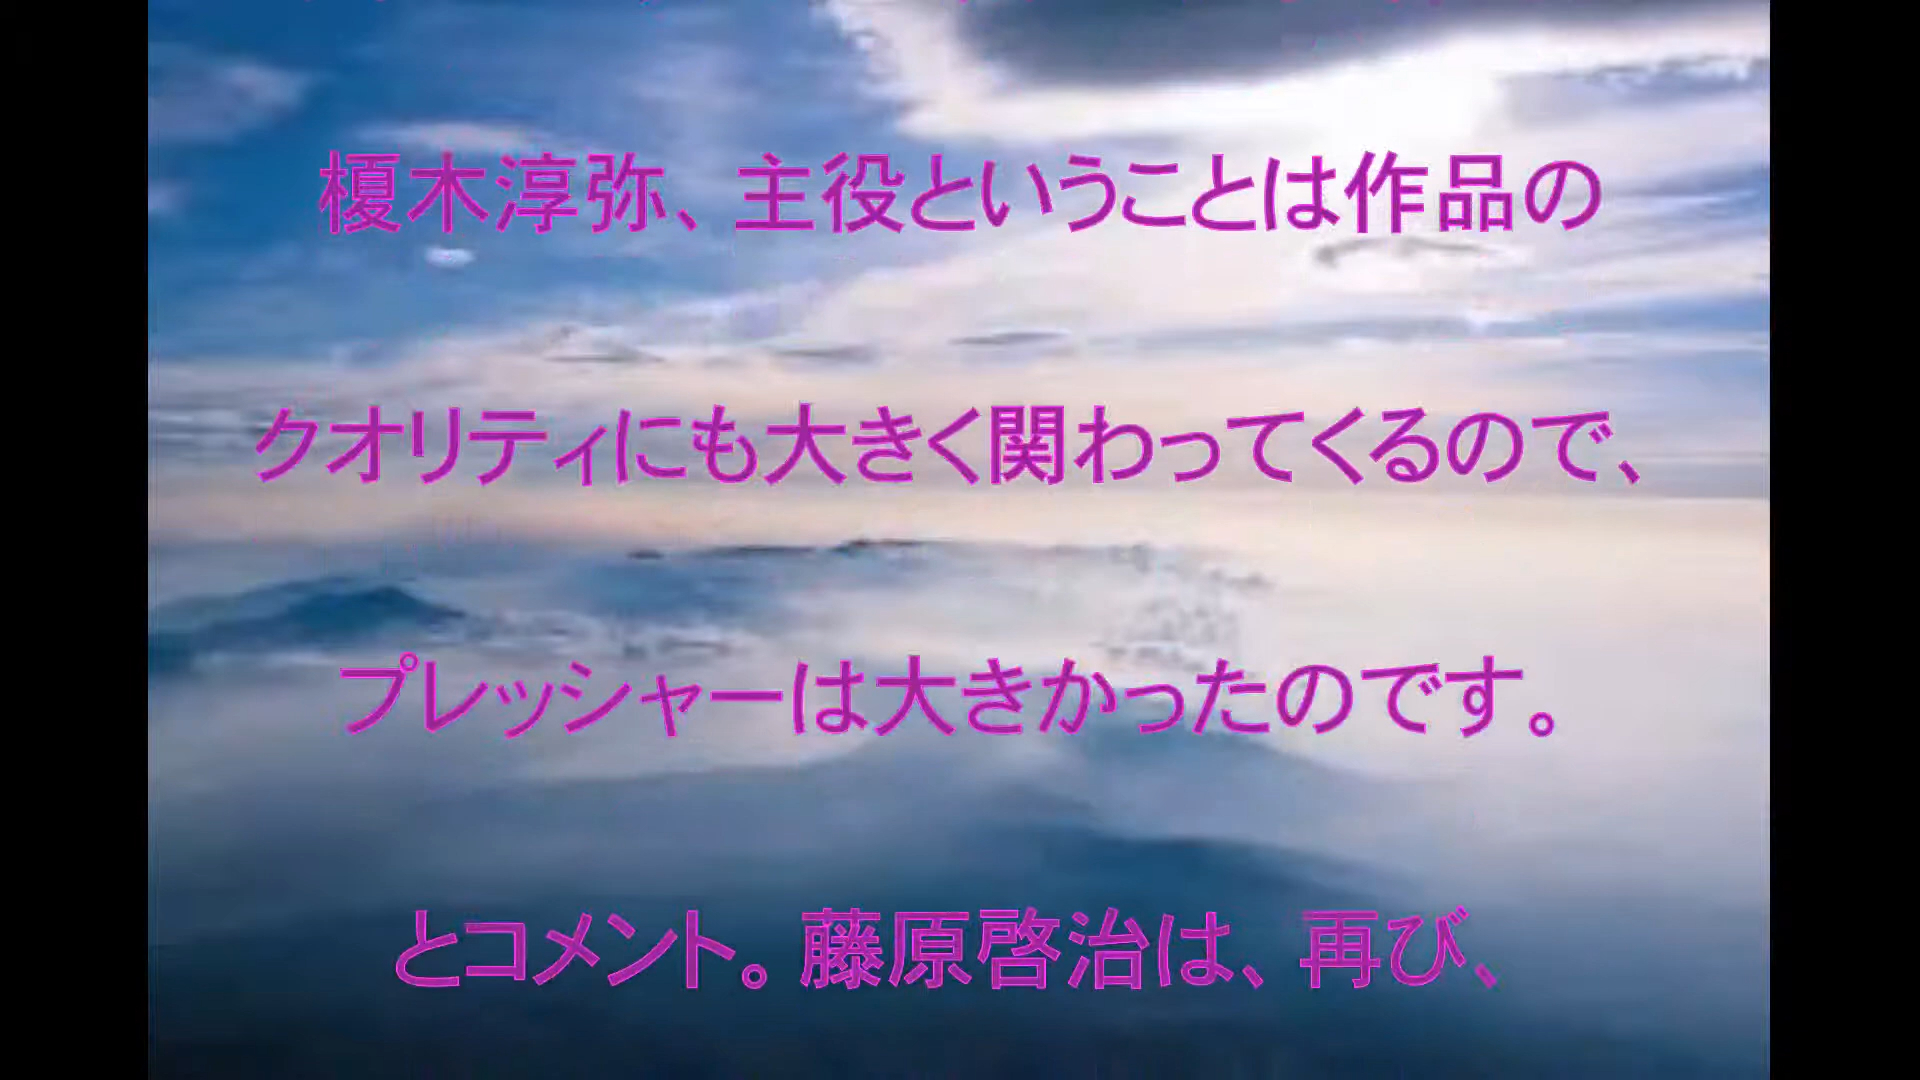 榎木淳弥、主役ということは作品の
クオリティにも大きく関わってくるので、
プレッシャーは大きかったのです。
とコメント。藤原啓治は、再び、